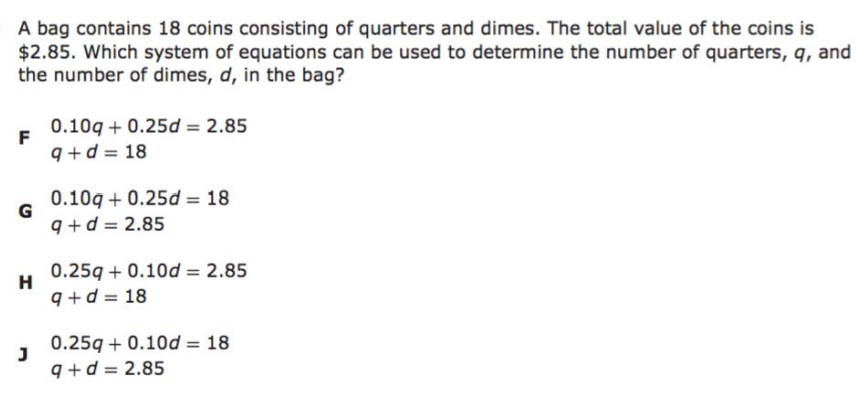 A bag contains 18 coins consisting of quarters and dimes. The total value of the coins is
$2.85. Which system of equations can be used to determine the number of quarters, q, and
the number of dimes, d, in the bag?
F
0.10q + 0.25d = 2.85
q + d = 18
G
0.10q + 0.25d = 18
q + d = 2.85
H
0.25q + 0.10d = 2.85
q + d = 18
J
0.25q + 0.10d = 18
q + d = 2.85